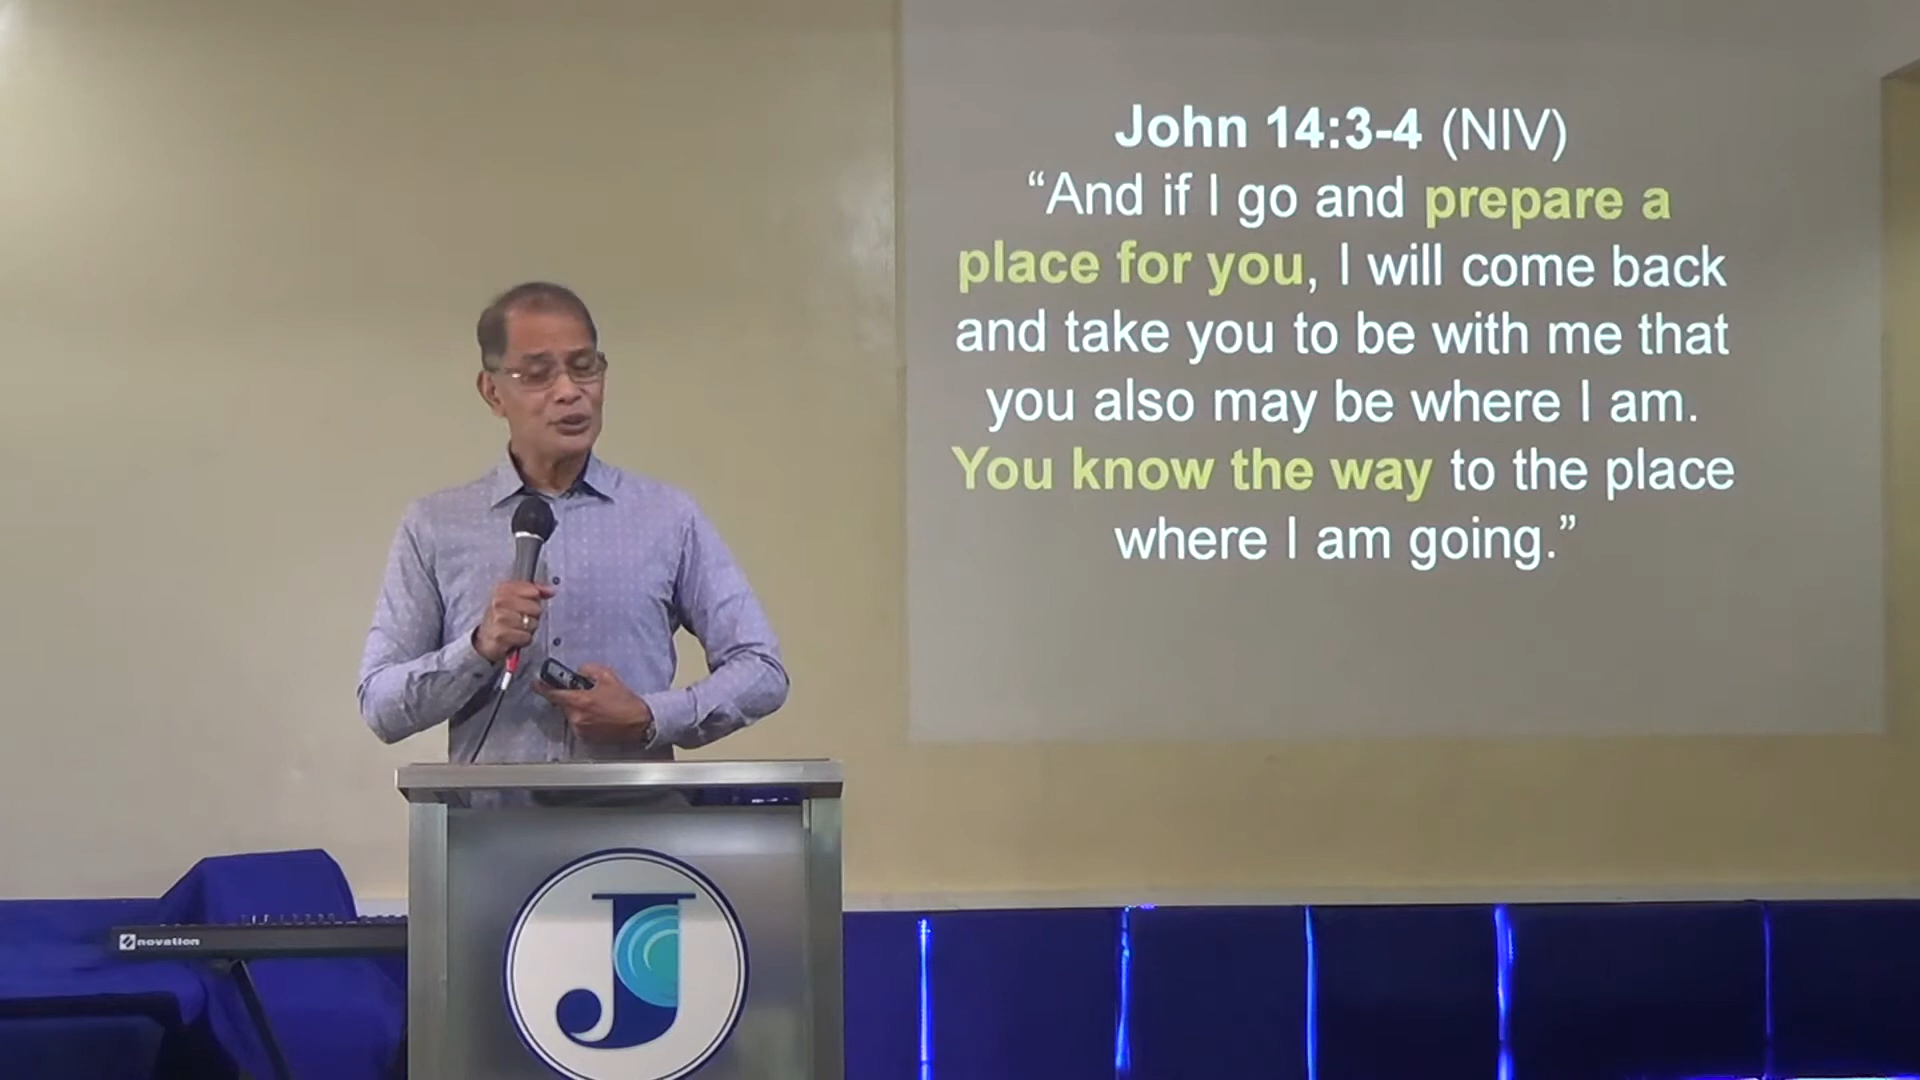 John 14:3-4 (NIV)
“And if I go and prepare a
place for you, I will come back
and take you to be with me that
you also may be where I am.
You know the way to the place
where I am going.”
novation
J